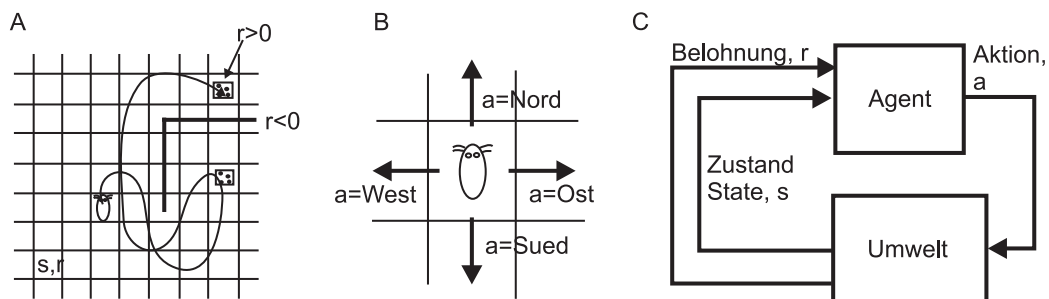 A
r>0
r<0
s,r
B
a=Nord
a=West
a=Ost
a=Sued
C
Belohnung, r
Aktion,
a
Agent
Zustand
State, s
Umwelt